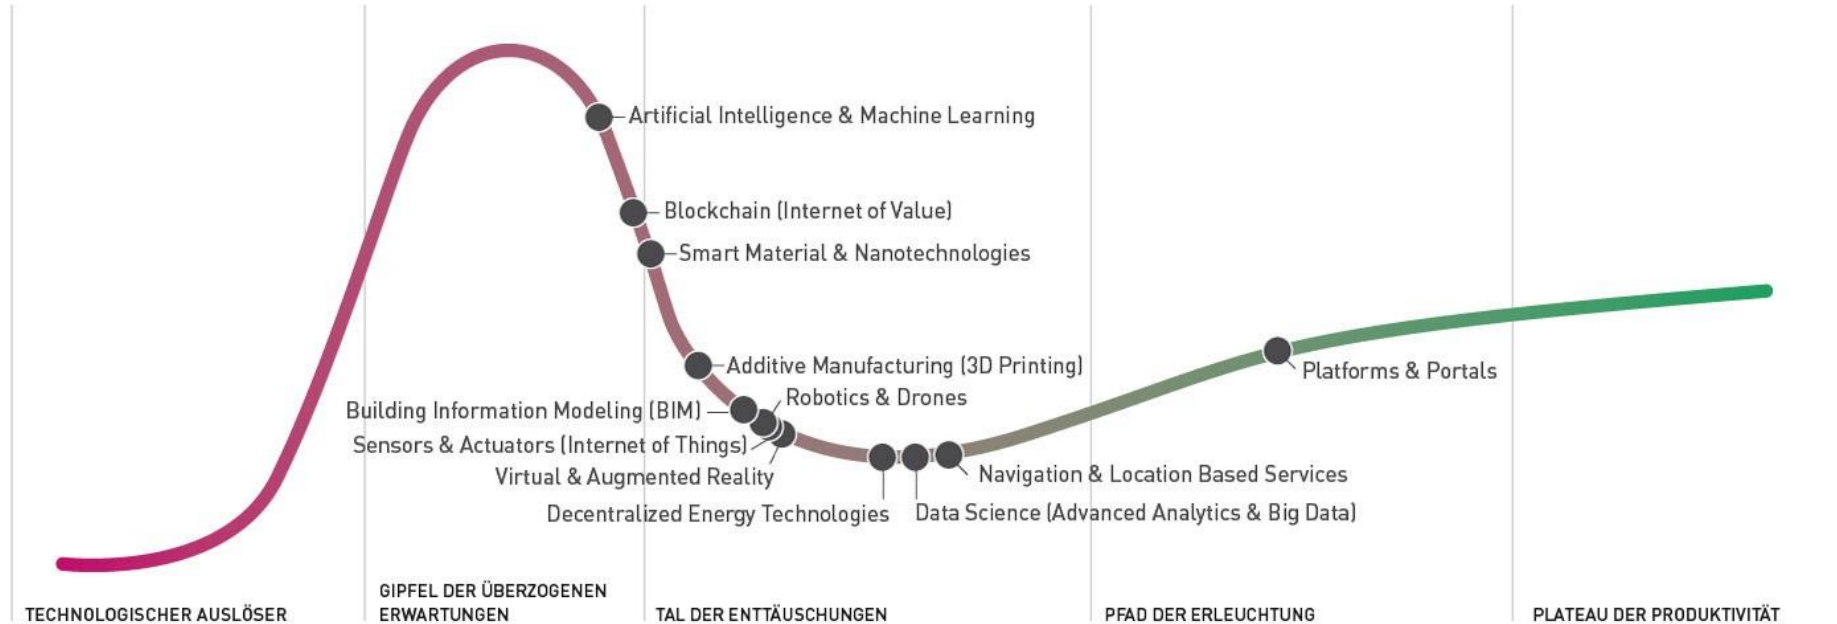 Artificial Intelligence & Machine Learning
Blockchain (Internet of Value)
Smart Material & Nanotechnologies
Additive Manufacturing (3D Printing)
Platforms & Portals
Robotics & Drones
Building Information Modeling (BIM)
Sensors & Actuators (Internet of Things)
Virtual & Augmented Reality
Navigation & Location Based Services
Decentralized Energy Technologies
Data Science (Advanced Analytics & Big Data)
TECHNOLOGISCHER AUSLÖSER
GIPFEL DER ÜBERZOGENEN
ERWARTUNGEN
TAL DER ENTTÄUSCHUNGEN
PFAD DER ERLEUCHTUNG
PLATEAU DER PRODUKTIVITÄT